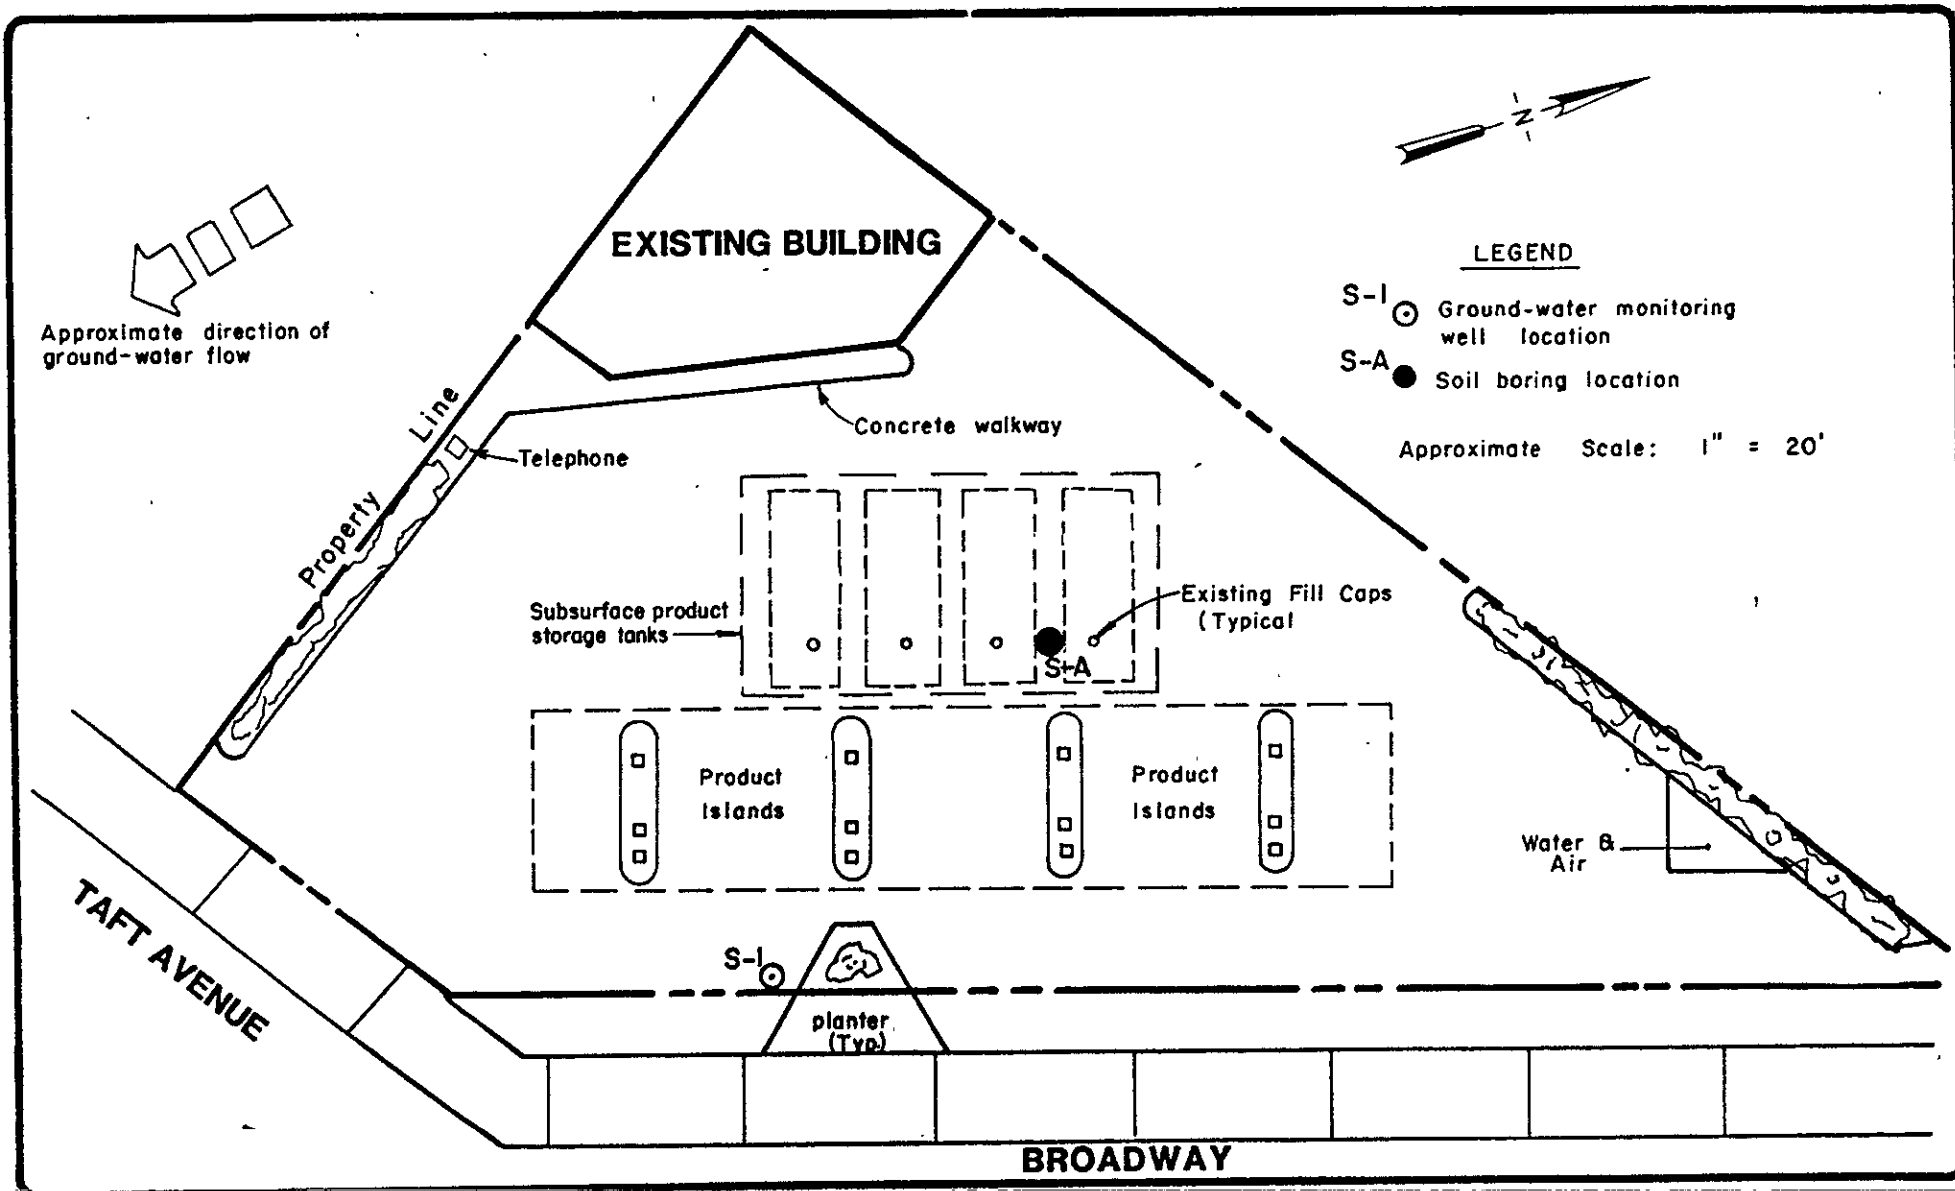 N
EXISTING BUILDING
LEGEND
S-1
Ground-water monitoring
well location
S-A
Soil boring location
Approximate Scale: 1" = 20'
Approximate direction of
ground-water flow
Property Line
Concrete walkway
Telephone
Subsurface product
storage tanks
Existing Fill Caps
(Typical
S-A
Product
Islands
Product
Islands
Water &
Air
TAFT AVENUE
S-1
planter
(Typ.)
BROADWAY